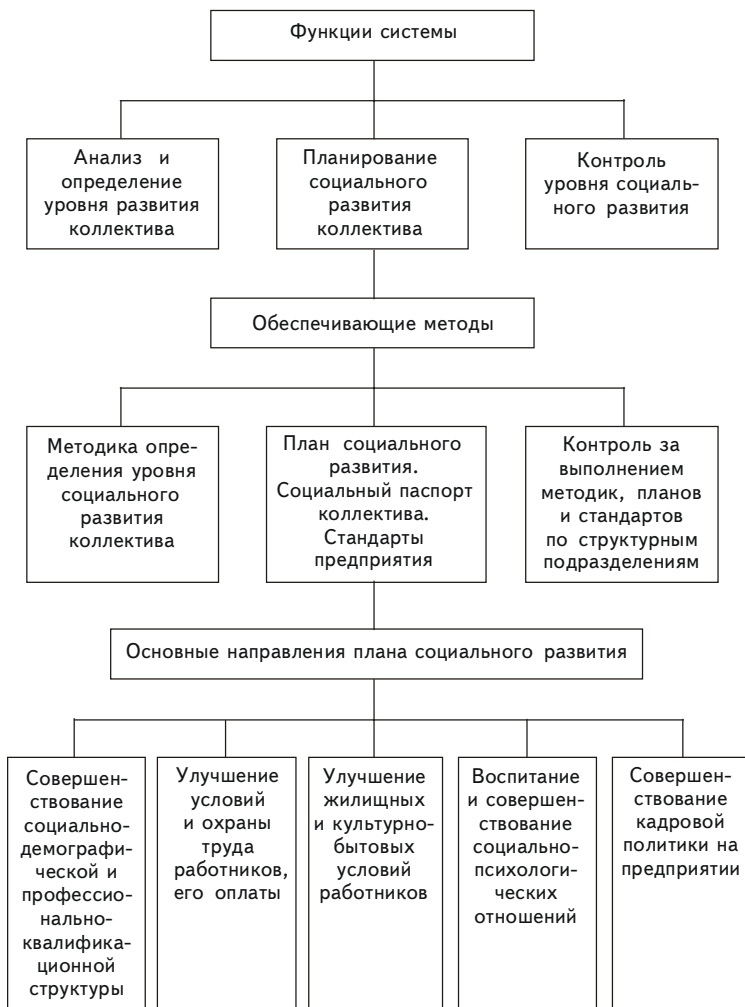 Функции системы
Анализ и
определение
уровня развития
коллектива
Планирование
социального
развития
коллектива
Контроль
уровня социаль-
ного развития
Обеспечивающие методы
Методика опре-
деления уровня
социального
развития
коллектива
План социального
развития.
Социальный паспорт
коллектива.
Стандарты
предприятия
Контроль за
выполнением
методик, планов
и стандартов
по структурным
подразделениям
Основные направления плана социального развития
Совершен-
ствование
социально-
демографи-
ческой и
профессио-
нально-
квалифика-
ционной
структуры
Улучшение
условий
и охраны
труда
работников,
его оплаты
Улучшение
жилищных
и культурно-
бытовых
условий
работников
Воспитание
и совершен-
ствование
социально-
психологи-
ческих
отношений
Совершен-
ствование
кадровой
политики на
предприятии